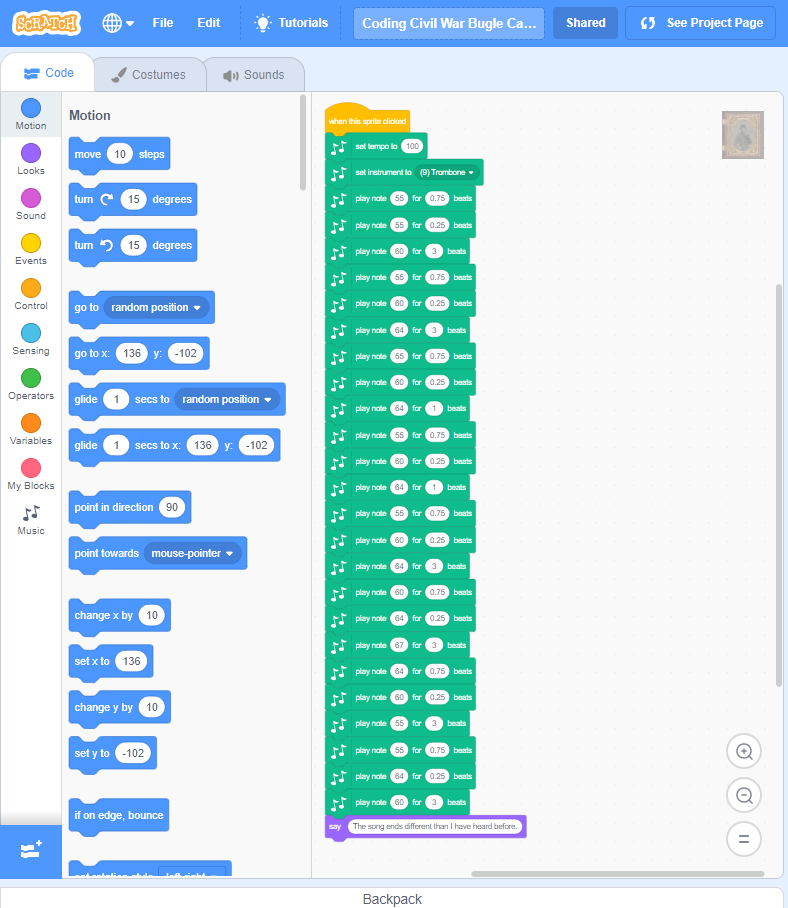 SCRATCH File Edit Tutorials Coding Civil War Bugle Ca... Shared See Project Page
Code Costumes Sounds
Motion
Looks
Sound
Events
Control
Sensing
Operators
Variables
My Blocks
Music
Motion
move 10 steps
turn 15 degrees
turn 15 degrees
go to random position
go to x: 136 y: -102
glide 1 secs to random position
glide 1 secs to x: 136 y: -102
point in direction 90
point towards mouse-pointer
change x by 10
set x to 136
change y by 10
set y to -102
if on edge, bounce
set rotation style left-right
when this sprite clicked
set tempo to 100
set instrument to (9) Trombone
play note 55 for 0.75 beats
play note 55 for 0.25 beats
play note 60 for 3 beats
play note 55 for 0.75 beats
play note 60 for 0.25 beats
play note 64 for 3 beats
play note 55 for 0.75 beats
play note 60 for 0.25 beats
play note 64 for 1 beats
play note 55 for 0.75 beats
play note 60 for 0.25 beats
play note 64 for 1 beats
play note 55 for 0.75 beats
play note 60 for 0.25 beats
play note 64 for 3 beats
play note 60 for 0.75 beats
play note 64 for 0.25 beats
play note 67 for 3 beats
play note 64 for 0.75 beats
play note 60 for 0.25 beats
play note 55 for 3 beats
play note 55 for 0.75 beats
play note 64 for 0.25 beats
play note 60 for 3 beats
say The song ends different than I have heard before.
Backpack